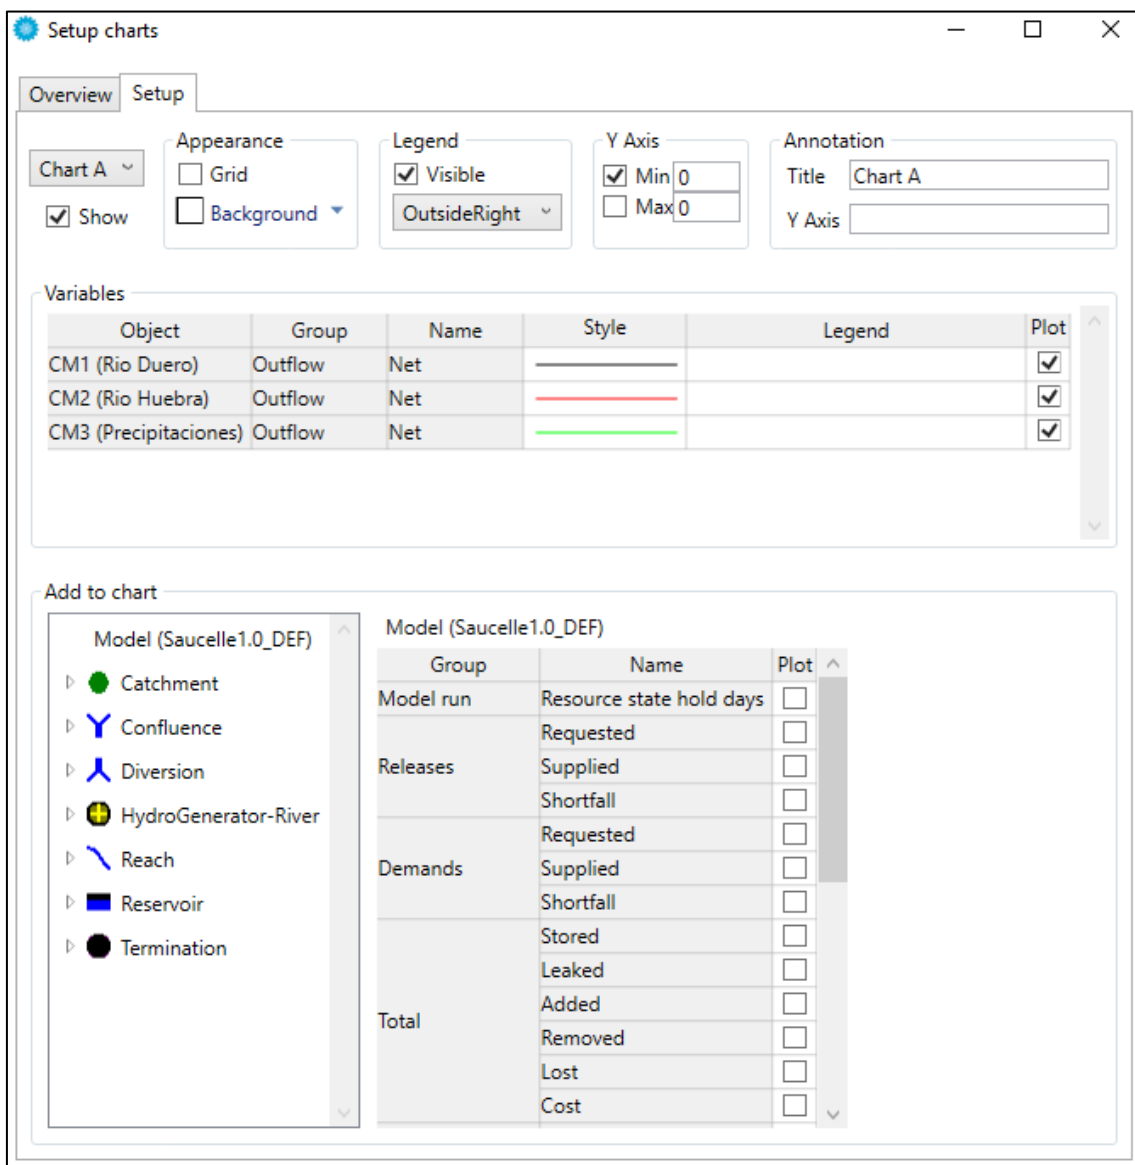 Setup charts
Overview Setup
Appearance Legend Y Axis Annotation
Chart A Grid Visible Min 0 Title Chart A
Show Background OutsideRight Max 0 Y Axis
Variables
Object Group Name Style Legend Plot
CM1 (Rio Duero) Outflow Net
CM2 (Rio Huebra) Outflow Net
CM3 (Precipitaciones) Outflow Net
Add to chart
Model (Saucelle1.0_DEF)
Catchment
Confluence
Diversion
HydroGenerator-River
Reach
Reservoir
Termination
Model (Saucelle1.0_DEF)
Group Name Plot
Model run Resource state hold days
Releases
Requested
Supplied
Shortfall
Demands
Requested
Supplied
Shortfall
Total
Stored
Leaked
Added
Removed
Lost
Cost